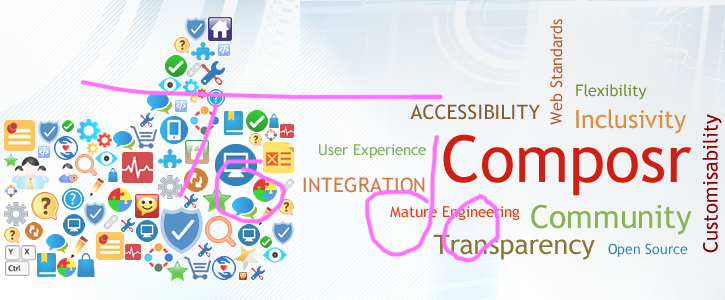 Web Standards
Flexibility
ACCESSIBILITY
Inclusivity
Customisability
User Experience
Composr
INTEGRATION
Mature Engineering
Community
Transparency
Open Source
Y X
Ctrl